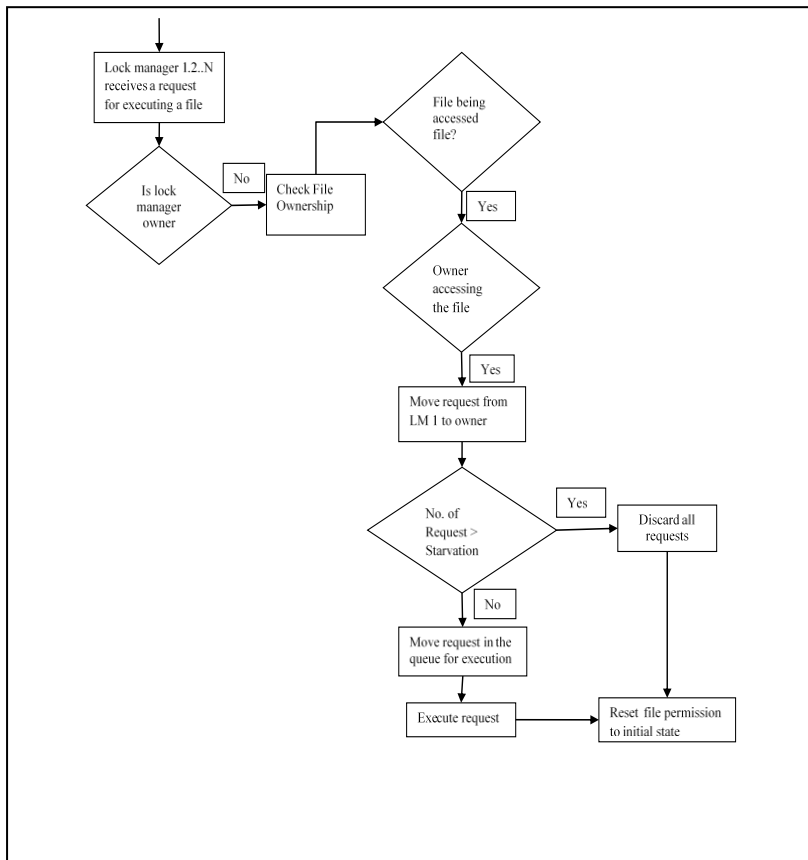 Lock manager 1.2..N
receives a request
for executing a file
Is lock
manager
owner
No
Check File
Ownership
File being
accessed
file?
Yes
Owner
accessing
the file
Yes
Move request from
LM 1 to owner
No. of
Request >
Starvation
Yes
Discard all
requests
No
Move request in the
queue for execution
Execute request
Reset file permission
to initial state